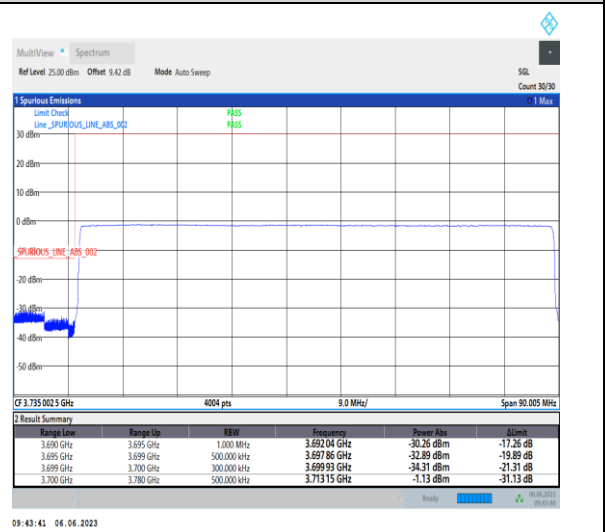 MultiView Spectrum
Ref Level 25.00 dBm Offset 9.42 dB Mode Auto Sweep SGL
Count 30/30
1 Spurious Emissions 1 Max
Limit Check PASS
Line _SPURIOUS_LINE_ABS_002 PASS
30 dBm
20 dBm
10 dBm
0 dBm
_SPURIOUS_LINE_ABS_002
-20 dBm
-30 dBm
-40 dBm
-50 dBm
CF 3.735 002 5 GHz 4004 pts 9.0 MHz/ Span 90.005 MHz
2 Result Summary
Range Low Range Up RBW Frequency Power Abs ΔLimit
3.690 GHz 3.695 GHz 1.000 MHz 3.692 04 GHz -30.26 dBm -17.26 dB
3.695 GHz 3.699 GHz 500.000 kHz 3.697 86 GHz -32.89 dBm -19.89 dB
3.699 GHz 3.700 GHz 300.000 kHz 3.699 93 GHz -34.31 dBm -21.31 dB
3.700 GHz 3.780 GHz 500.000 kHz 3.713 15 GHz -1.13 dBm -31.13 dB
Ready 06.06.2023
09:43:40
09:43:41 06.06.2023